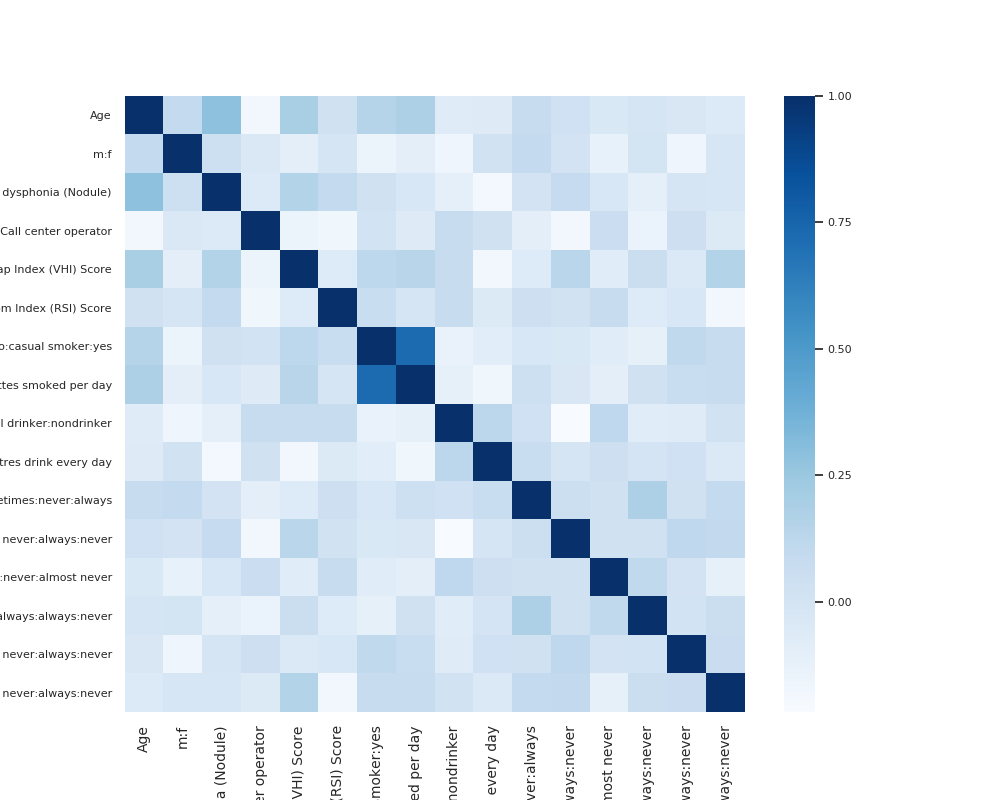 Age
m:f
dysphonia (Nodule)
Call center operator
ap Index (VHI) Score
m Index (RSI) Score
o:casual smoker:yes
ttes smoked per day
l drinker:nondrinker
tres drink every day
etimes:never:always
never:always:never
:never:almost never
always:always:never
never:always:never
never:always:never
1.00
0.75
0.50
0.25
0.00
Age
m:f
a (Nodule)
er operator
(VHI) Score
(RSI) Score
smoker:yes
ed per day
nondrinker
every day
ver:always
ways:never
most never
ways:never
ways:never
ways:never